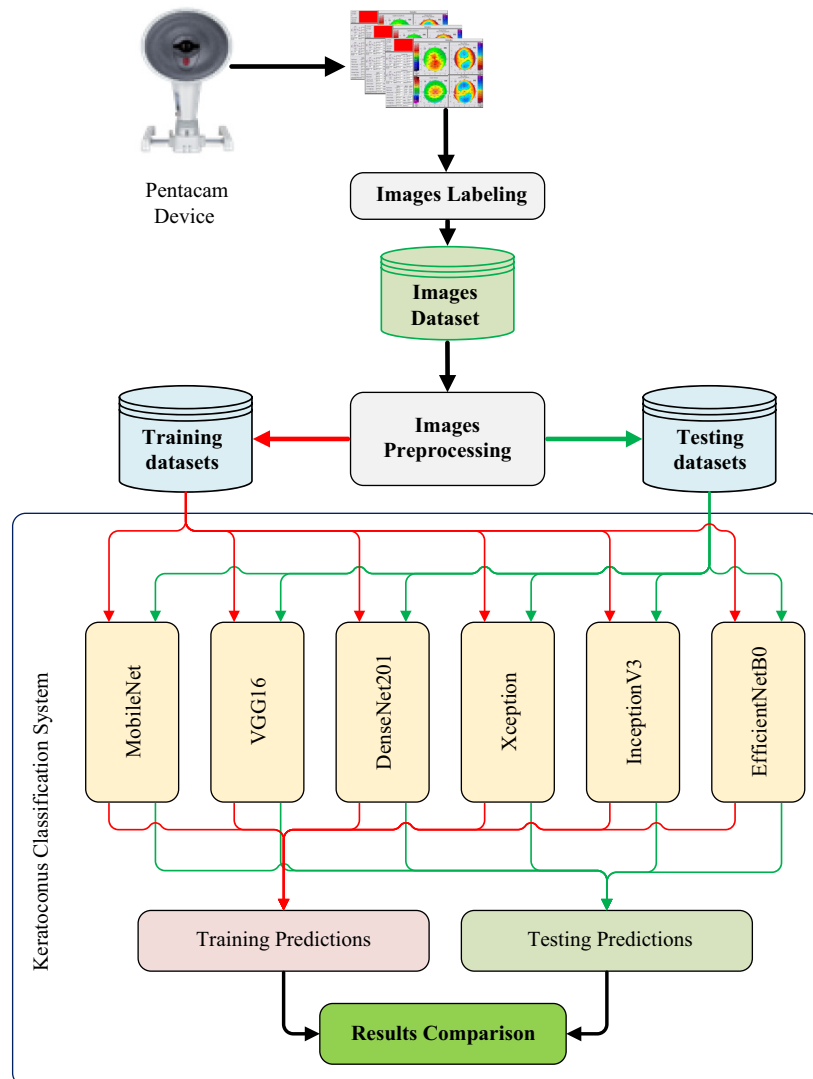 Pentacam
Device
Images Labeling
Images
Dataset
Training
datasets
Images
Preprocessing
Testing
datasets
Keratoconus Classification System
MobileNet
VGG16
DenseNet201
Xception
InceptionV3
EfficientNetB0
Training Predictions
Testing Predictions
Results Comparison